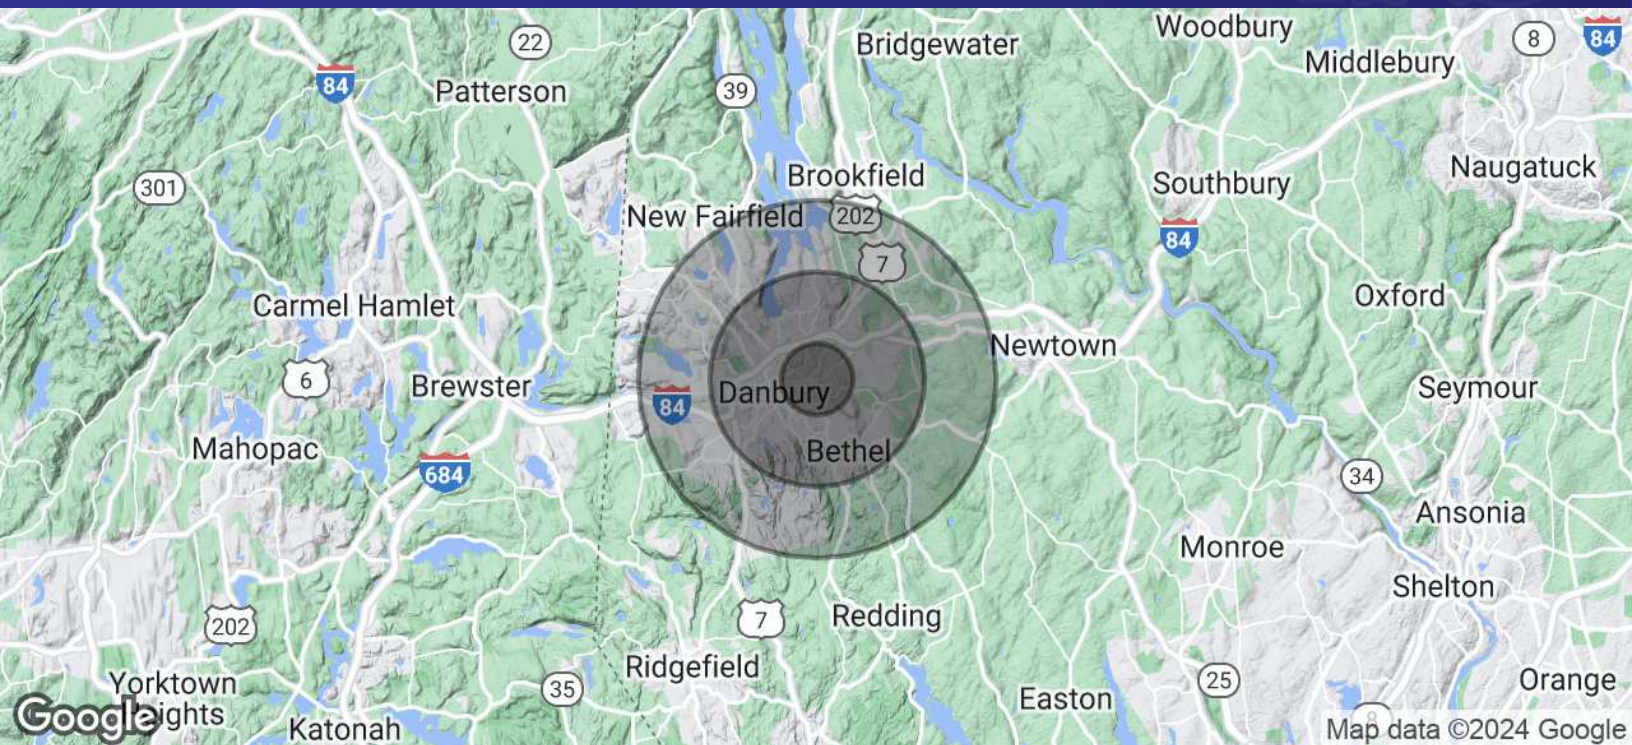 Woodbury
22
Bridgewater
8
84
Middlebury
84
Patterson
39
Naugatuck
Brookfield
Southbury
301
New Fairfield
202
84
7
Carmel Hamlet
Oxford
Newtown
6
Brewster
Danbury
84
Seymour
Mahopac
Bethel
684
34
Ansonia
Monroe
Shelton
202
7
Redding
Ridgefield
35
25
Orange
Yorktown
Heights
Easton
Google
Katonah
8
Map data ©2024 Google